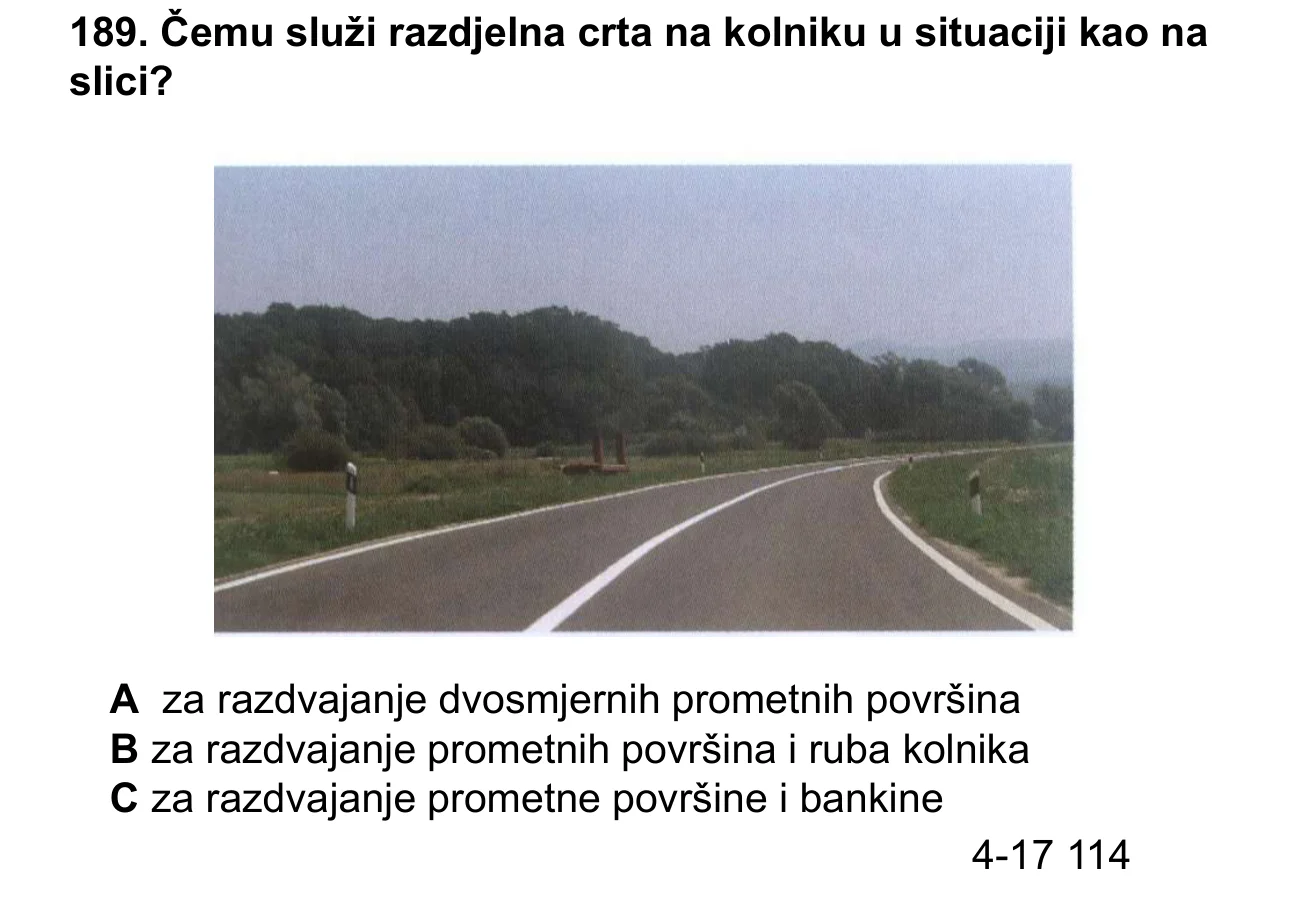 189. Čemu služi razdjelna crta na kolniku u situaciji kao na
slici?
A za razdvajanje dvosmjernih prometnih površina
B za razdvajanje prometnih površina i ruba kolnika
C za razdvajanje prometne površine i bankine
4-17 114